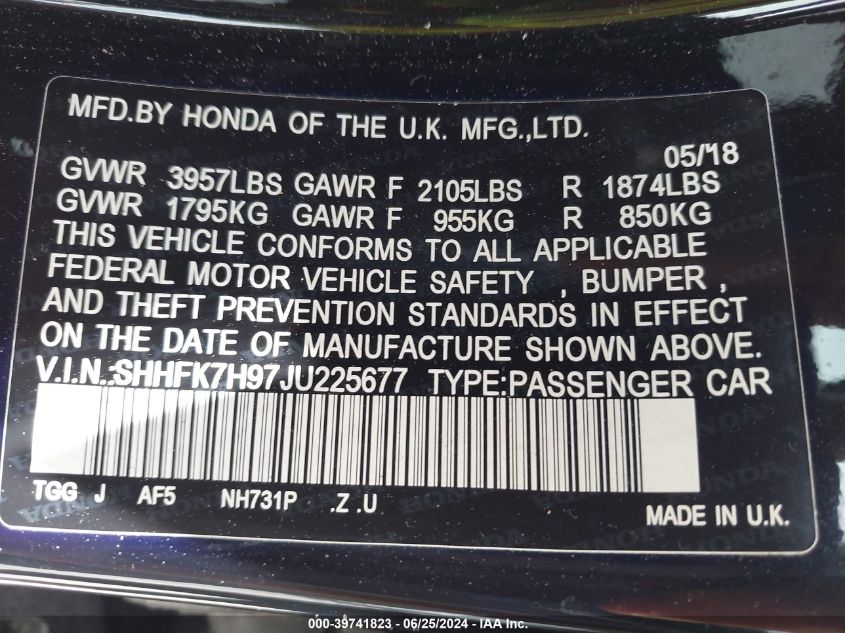 MFD.BY HONDA OF THE U.K. MFG.,LTD.
05/18
GVWR 3957LBS GAWR F 2105LBS R 1874LBS
GVWR 1795KG GAWR F 955KG R 850KG
THIS VEHICLE CONFORMS TO ALL APPLICABLE
FEDERAL MOTOR VEHICLE SAFETY , BUMPER ,
AND THEFT PREVENTION STANDARDS IN EFFECT
ON THE DATE OF MANUFACTURE SHOWN ABOVE.
V.I.N.:SHHFK7H97JU225677 TYPE:PASSENGER CAR
TGG J AF5 NH731P .Z .U
MADE IN U.K.
000-39741823 - 06/25/2024 - IAA Inc.